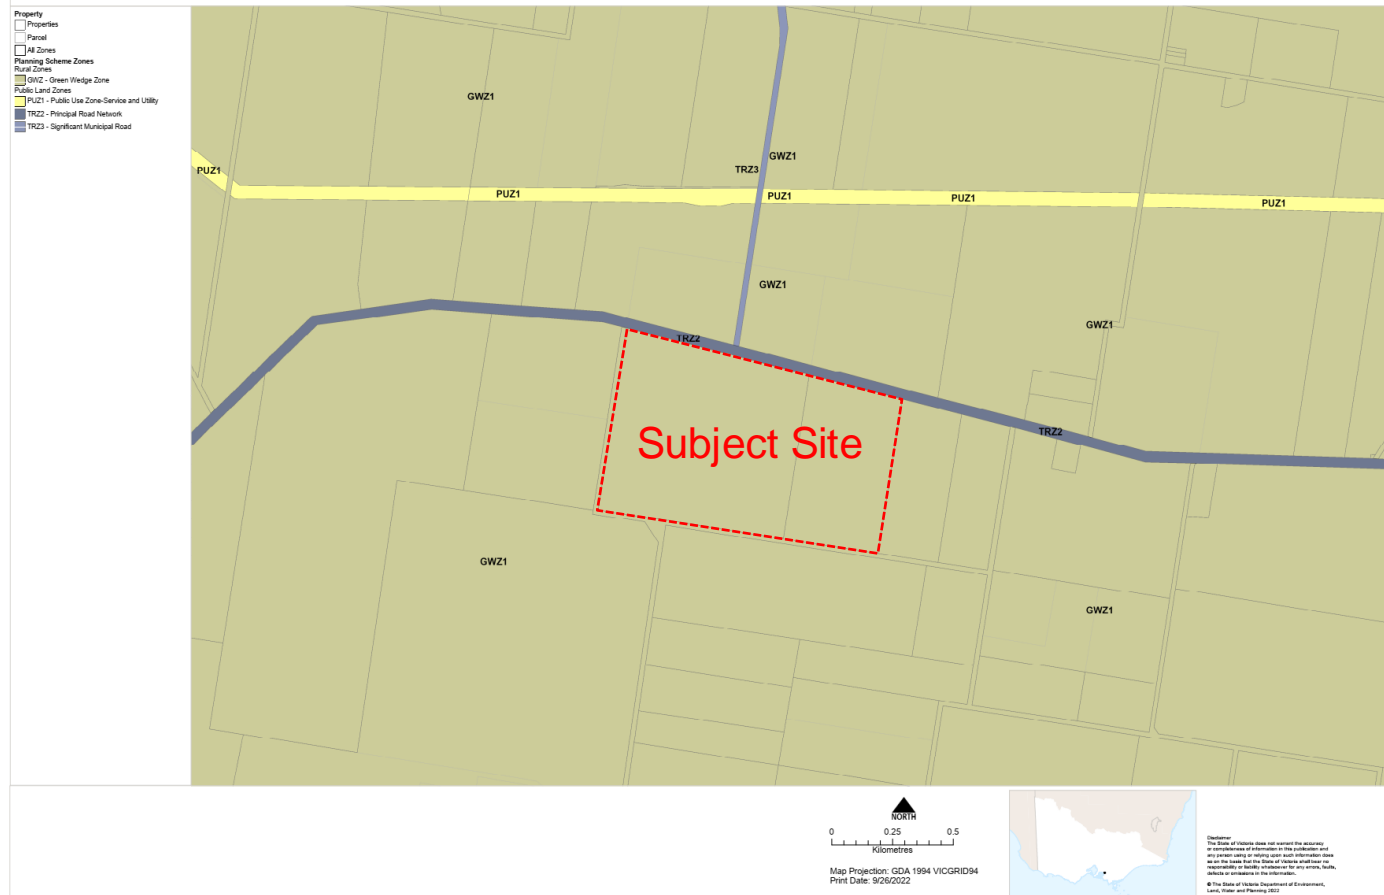 Property
Properties
Parcel
All Zones
Planning Scheme Zones
Rural Zones
GWZ - Green Wedge Zone
Public Land Zones
PUZ1 - Public Use Zone-Service and Utility
TRZ2 - Principal Road Network
TRZ3 - Significant Municipal Road
GWZ1
GWZ1
TRZ3
PUZ1
PUZ1
PUZ1
PUZ1
PUZ1
GWZ1
GWZ1
TRZ2
TRZ2
Subject Site
GWZ1
GWZ1
NORTH
0 0.25 0.5
Kilometres
Map Projection: GDA 1994 VICGRID94
Print Date: 9/26/2022
Disclaimer
The State of Victoria does not warrant the accuracy
or completeness of information in this publication and
any person using or relying upon such information does
so on the basis that the State of Victoria shall bear no
responsibility or liability whatsoever for any errors, faults,
defects or omissions in the information.
© The State of Victoria Department of Environment,
Land, Water and Planning 2022